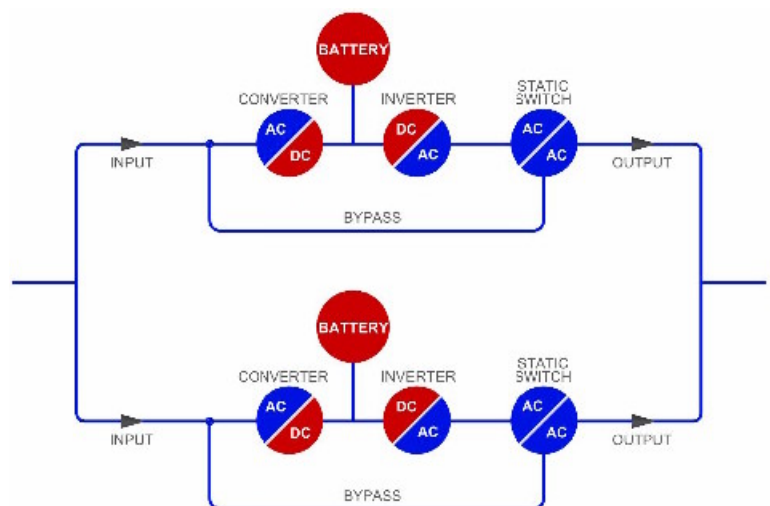 BATTERY
CONVERTER
INVERTER
STATIC
SWITCH
AC
DC
DC
AC
AC
AC
INPUT
OUTPUT
BYPASS
BATTERY
CONVERTER
INVERTER
STATIC
SWITCH
AC
DC
DC
AC
AC
AC
INPUT
OUTPUT
BYPASS